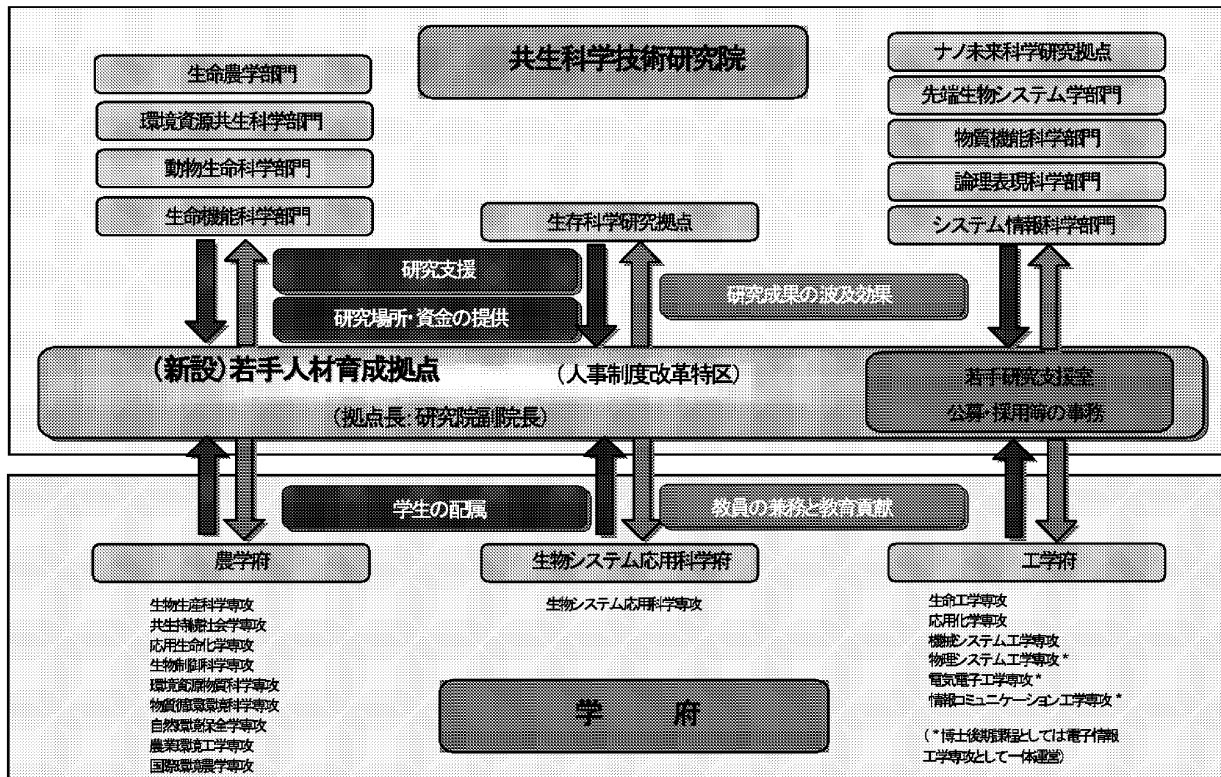 共生科学技術研究院
生命農学部門
環境資源共生科学部門
動物生命科学部門
生命機能科学部門
生存科学研究拠点
ナノ未来科学研究拠点
先端生物システム学部門
物質機能科学部門
論理表現科学部門
システム情報科学部門
研究支援
研究場所・資金の提供
研究成果の波及効果
(新設)若手人材育成拠点
(人事制度改革特区)
(拠点長:研究院副院長)
若手研究支援室
公募・採用等の事務
学生の配属
教員の兼務と教育貢献
農学府
生物生産科学専攻
共生持続社会学専攻
応用生命化学専攻
生物制御科学専攻
環境資源物質科学専攻
物質循環環境科学専攻
自然環境保全学専攻
農業環境工学専攻
国際環境農学専攻
生物システム応用科学府
生物システム応用科学専攻
工学府
生命工学専攻
応用化学専攻
機械システム工学専攻
物理システム工学専攻*
電気電子工学専攻*
情報コミュニケーション工学専攻*
(*博士後期課程としては電子情報
工学専攻として一体運営)
学 府